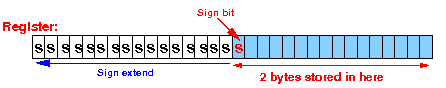 Sign bit
Register:
S S S S S S S S S S S S S S S S S
Sign extend
2 bytes stored in here